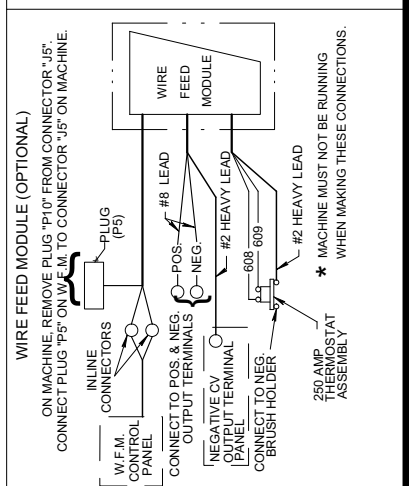 WIRE FEED MODULE (OPTIONAL)
ON MACHINE, REMOVE PLUG "P10" FROM CONNECTOR "J5".
CONNECT PLUG "P5" ON W.F.M. TO CONNECTOR "J5" ON MACHINE.
PLUG
(P5)
INLINE
CONNECTORS
W.F.M.
CONTROL
PANEL
WIRE
FEED
MODULE
#8 LEAD
POS.
NEG.
CONNECT TO POS. & NEG.
OUTPUT TERMINALS
#2 HEAVY LEAD
NEGATIVE CV
OUTPUT TERMINAL
PANEL
608
609
CONNECT TO NEG.
BRUSH HOLDER
#2 HEAVY LEAD
250 AMP
THERMOSTAT
ASSEMBLY
* MACHINE MUST NOT BE RUNNING
WHEN MAKING THESE CONNECTIONS.